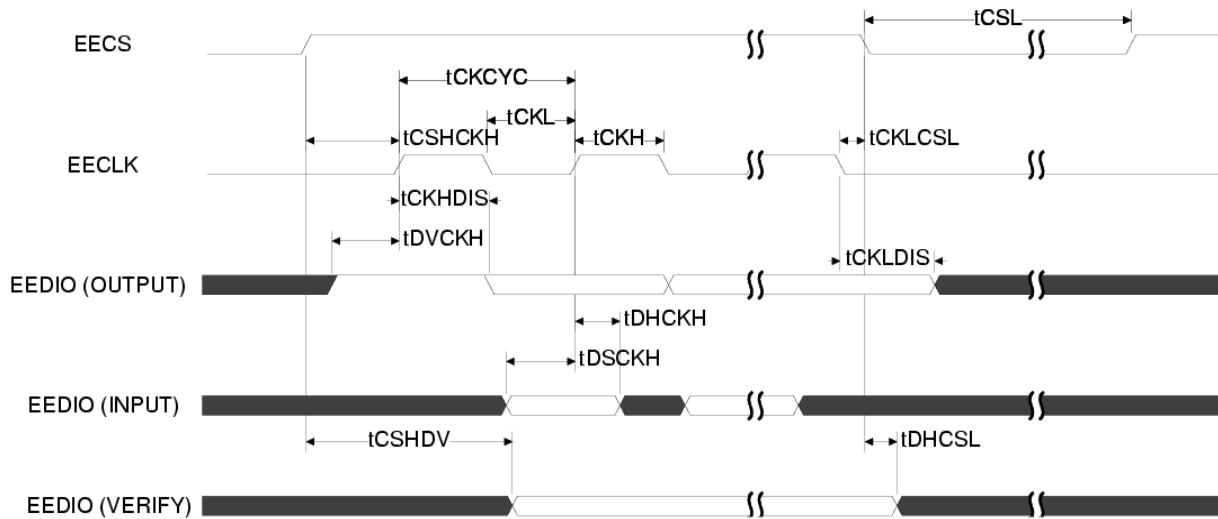 tCSL
EECS
tCKCYC
tCKL
tCSHCKH
tCKH
tCKLCSL
EECLK
tCKHDIS
tDVCKH
tCKLDIS
EEDIO (OUTPUT)
tDHCKH
tDSCKH
EEDIO (INPUT)
tCSHDV
tDHCSL
EEDIO (VERIFY)